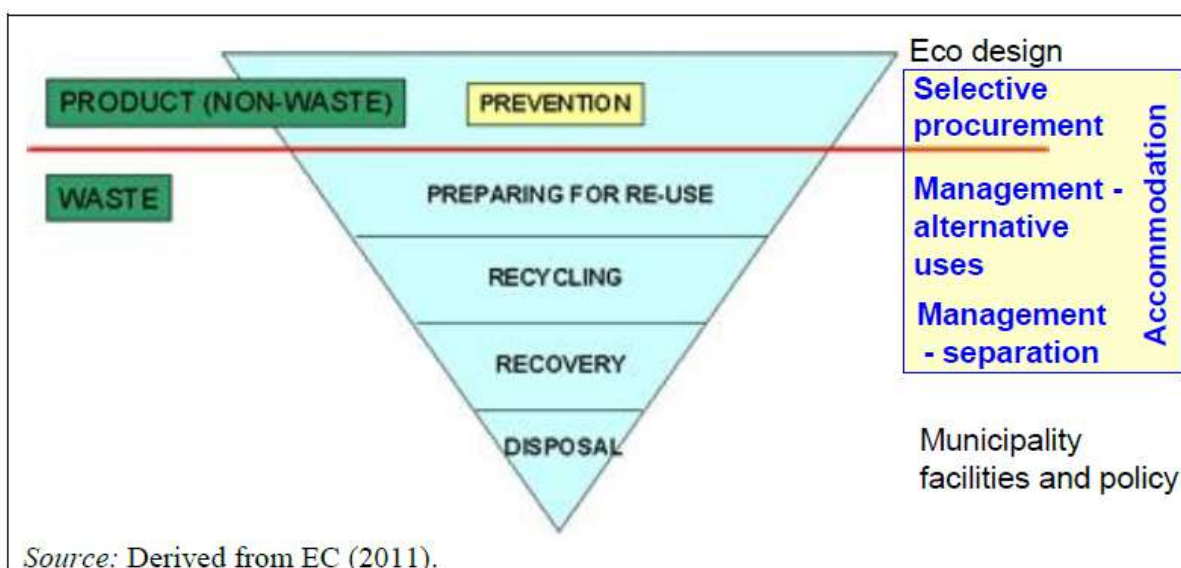 Eco design
PRODUCT (NON-WASTE)
PREVENTION
Selective
procurement
WASTE
PREPARING FOR RE-USE
Management -
alternative
uses
RECYCLING
Management
- separation
Accommodation
RECOVERY
DISPOSAL
Municipality
facilities and policy
Source: Derived from EC (2011).